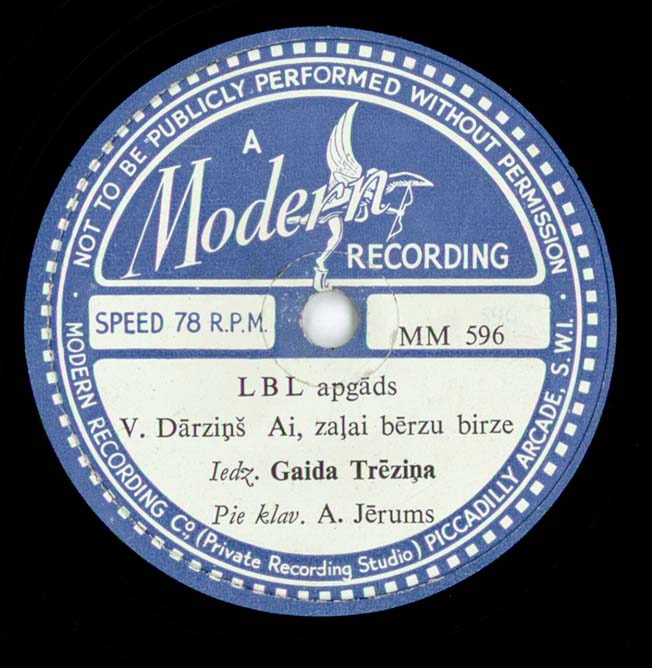 NOT TO BE PUBLICLY PERFORMED WITHOUT PERMISSION
A
Modern
RECORDING
SPEED 78 R.P.M.
MM 596
LBL apgāds
V. Dārziņš Ai, zaļai bērzu birze
Iedz. Gaida Trēziņa
Pie klav. A. Jērums
· MODERN RECORDING Cº, (Private Recording Studio) PICCADILLY ARCADE, S.W.I. ·